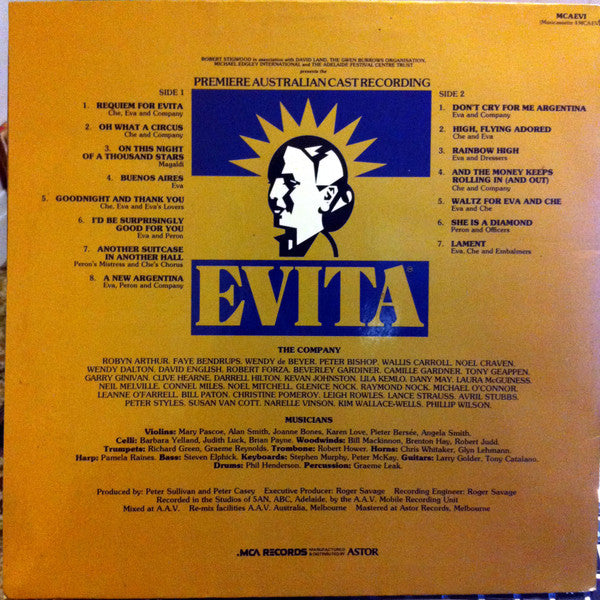 MCAEVI
(Musicassette: MCAEV
ROBERT STIGWOOD IN ASSOCIATION WITH DAVID LAND, THE GWEN BURROWS ORGANISATION,
MICHAEL EDGLEY INTERNATIONAL AND THE ADELAIDE FESTIVAL CENTRE TRUST
presents the
PREMIERE AUSTRALIAN CAST RECORDING
SIDE 1
1. REQUIEM FOR EVITA
Che, Eva and Company
2. OH WHAT A CIRCUS
Che and Company
3. ON THIS NIGHT
OF A THOUSAND STARS
Magaldi
4. BUENOS AIRES
Eva
5. GOODNIGHT AND THANK YOU
Che, Eva and Eva's Lovers
6. I'D BE SURPRISINGLY
GOOD FOR YOU
Eva and Peron
7. ANOTHER SUITCASE
IN ANOTHER HALL
Peron's Mistress and Che's Chorus
8. A NEW ARGENTINA
Eva, Peron and Company
SIDE 2
1. DON'T CRY FOR ME ARGENTINA
Eva and Company
2. HIGH, FLYING ADORED
Che and Eva
3. RAINBOW HIGH
Eva and Dressers
4. AND THE MONEY KEEPS
ROLLING IN (AND OUT)
Che and Company
5. WALTZ FOR EVA AND CHE
Eva and Che
6. SHE IS A DIAMOND
Peron and Officers
7. LAMENT
Eva, Che and Embalmers
EVITA
THE COMPANY
ROBYN ARTHUR. FAYE BENDRUPS. WENDY de BEYER. PETER BISHOP. WALLIS CARROLL. NOEL CRAVEN.
WENDY DALTON. DAVID ENGLISH. ROBERT FORZA. BEVERLEY GARDINER. CAMILLE GARDNER. TONY GEAPPEN.
GARRY GINIVAN. CLIVE HEARNE. DARRELL HILTON. KEVAN JOHNSTON. LILA KEMLO. DANY MAY. LAURA McGUINESS.
NEIL MELVILLE. CONNEL MILES. NOEL MITCHELL. GLENICE NOCK. RAYMOND NOCK. MICHAEL O'CONNOR.
LEANNE O'FARRELL. BILL PATON. CHRISTINE POMEROY. LEIGH ROWLES. LANCE STRAUSS. AVRIL STUBBS.
PETER STYLES. SUSAN VAN COTT. NARELLE VINSON. KIM WALLACE-WELLS. PHILLIP WILSON.
MUSICIANS
Violins: Mary Pascoe, Alan Smith, Joanne Bones, Karen Love, Pieter Bersée, Angela Smith.
Celli: Barbara Yelland, Judith Luck, Brian Payne. Woodwinds: Bill Mackinnon, Brenton Hay, Robert Judd.
Trumpets: Richard Green, Graeme Reynolds. Trombone: Robert Hower. Horns: Chris Whitaker, Glyn Lehmann.
Harp: Pamela Raines. Bass: Steven Elphick. Keyboards: Stephen Murphy, Peter McKay. Guitars: Larry Golder, Tony Cataiano.
Drums: Phil Henderson. Percussion: Graeme Leak.
Produced by: Peter Sullivan and Peter Casey Executive Producer: Roger Savage Recording Engineer: Roger Savage
Recorded in the Studios of 5AN, ABC, Adelaide, by the A.A.V. Mobile Recording Unit
Mixed at A.A.V. Re-mix facilities A.A.V. Australia, Melbourne Mastered at Astor Records, Melbourne
MCA RECORDS MANUFACTURED & DISTRIBUTED BY ASTOR